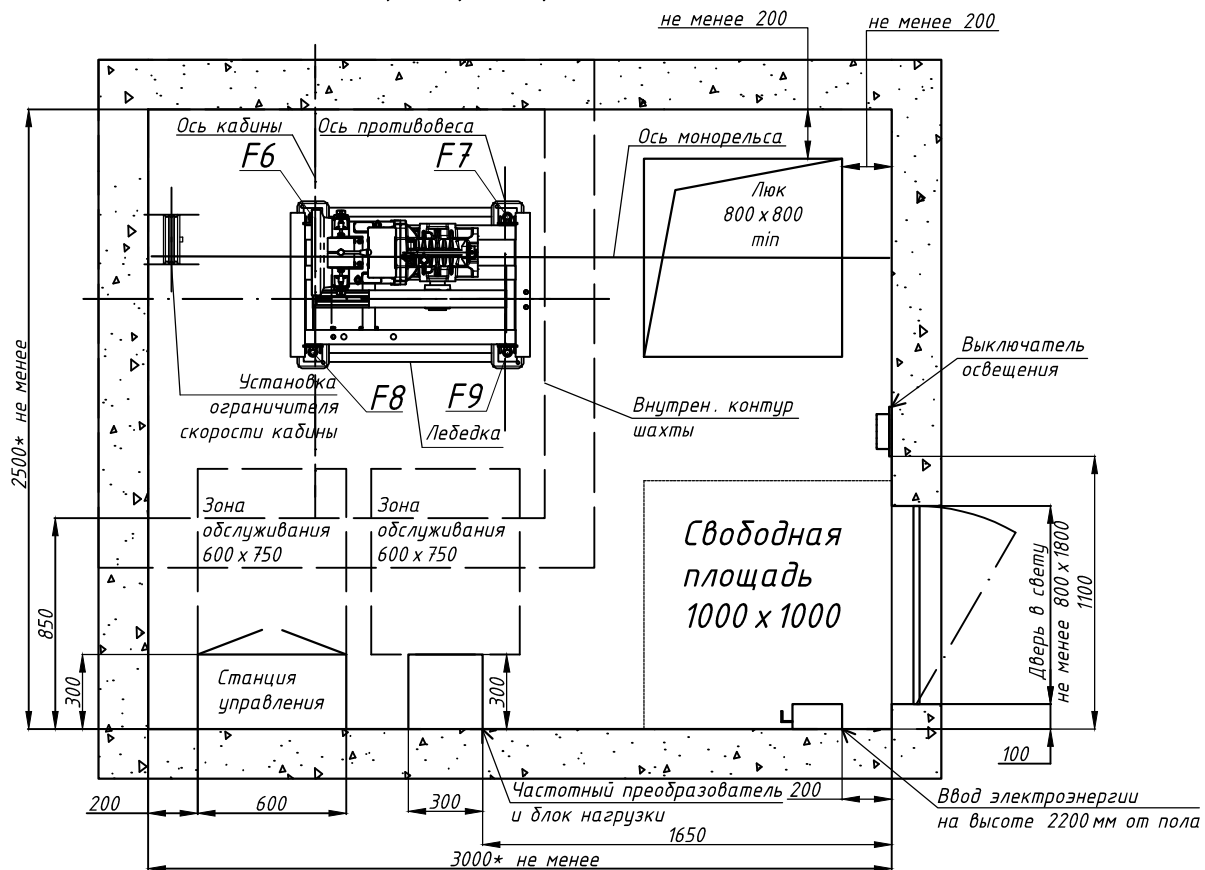 не менее 200
не менее 200
Ось кабины
Ось противовеса
Ось монорельса
F6
F7
Люк
800 x 800
min
Выключатель
освещения
Установка
ограничителя
скорости кабины
F8
F9
Лебедка
Внутрен. контур
шахты
2500* не менее
Зона
обслуживания
600 x 750
Зона
обслуживания
600 x 750
Свободная
площадь
1000 x 1000
Дверь в свету
не менее 800 x 1800
1100
850
300
Станция
управления
300
100
200
600
300
Частотный преобразователь
и блок нагрузки
200
Ввод электроэнергии
на высоте 2200 мм от пола
1650
3000* не менее